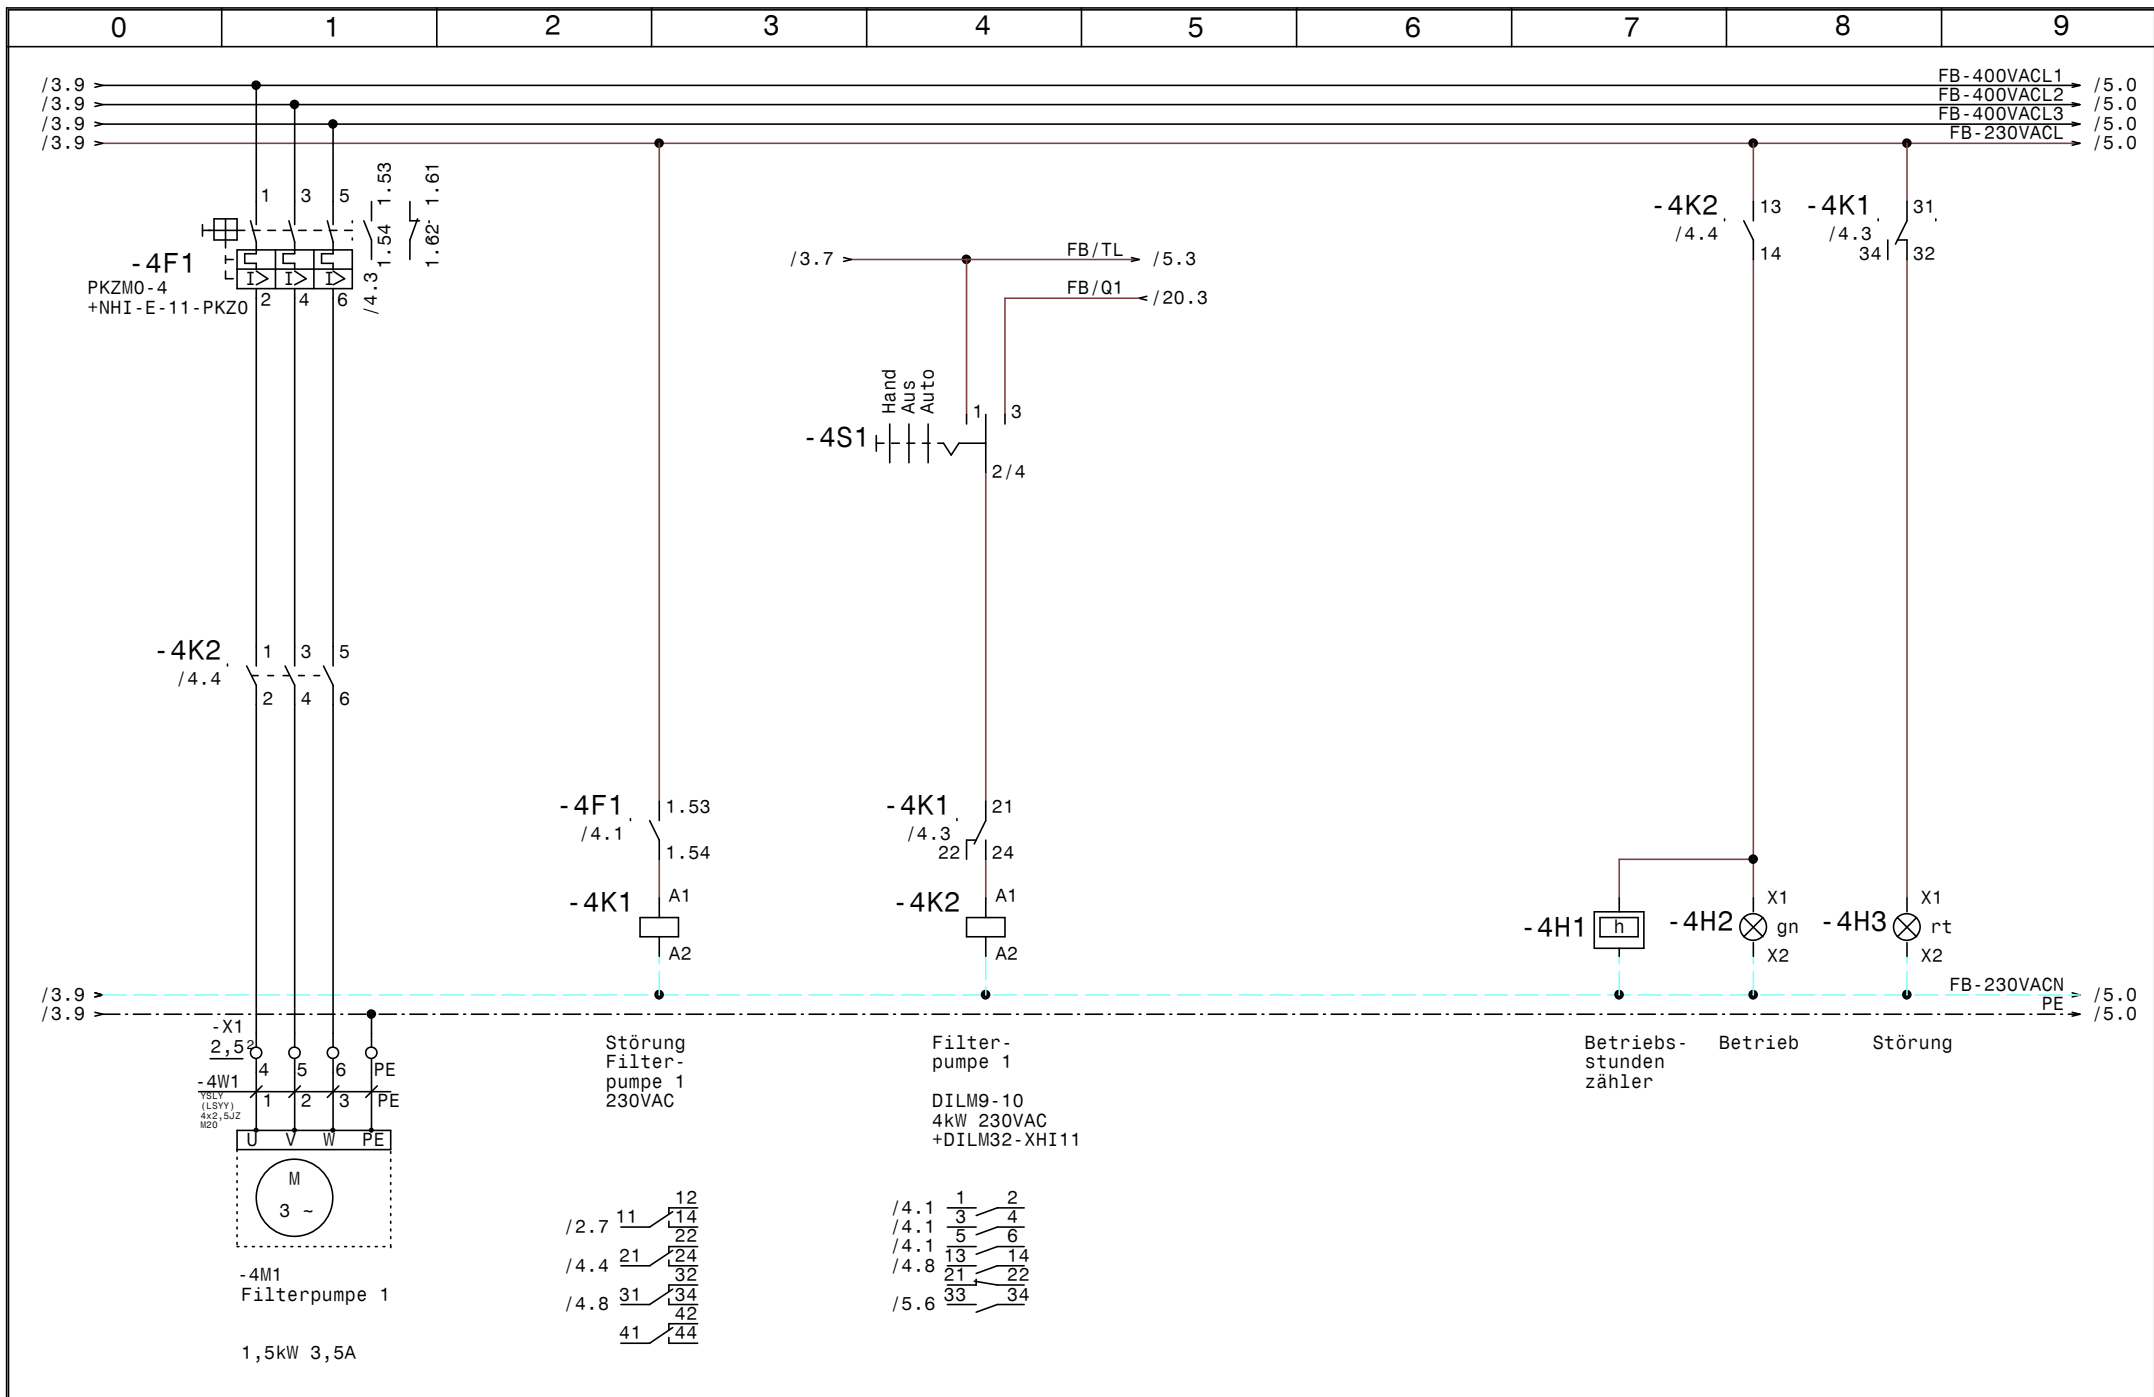 0 1 2 3 4 5 6 7 8 9
/3.9 FB-400VACL1 /5.0
/3.9 FB-400VACL2 /5.0
/3.9 FB-400VACL3 /5.0
/3.9 FB-230VACL /5.0
1 3 5 1.53 1.61
1.54 1.62
-4F1
PKZM0-4
+NHI-E-11-PKZ0
I> I> I>
2 4 6 /4.3
-4K2 13
/4.4
14
-4K1 31
/4.3
34 32
/3.7 FB/TL /5.3
FB/Q1 /20.3
Hand
Aus
Auto
1 3
-4S1
2/4
-4K2 1 3 5
/4.4
2 4 6
-4F1 1.53
/4.1
1.54
-4K1 21
/4.3
22 24
-4K1 A1
A2
-4K2 A1
A2
-4H1 h
-4H2 X1
gn
X2
-4H3 X1
rt
X2
/3.9 FB-230VACN /5.0
/3.9 PE /5.0
-X1
2,5²
4 5 6 PE
-4W1
YSLY
(LSYY)
4x2,5JZ
M20
1 2 3 PE
U V W PE
M
3 ~
-4M1
Filterpumpe 1
1,5kW 3,5A
Störung
Filter-
pumpe 1
230VAC
Filter-
pumpe 1
DILM9-10
4kW 230VAC
+DILM32-XHI11
Betriebs-
stunden
zähler
Betrieb
Störung
12
/2.7 11 14
22
/4.4 21 24
32
/4.8 31 34
42
41 44
/4.1 1 2
/4.1 3 4
/4.1 5 6
/4.8 13 14
21 22
/5.6 33 34